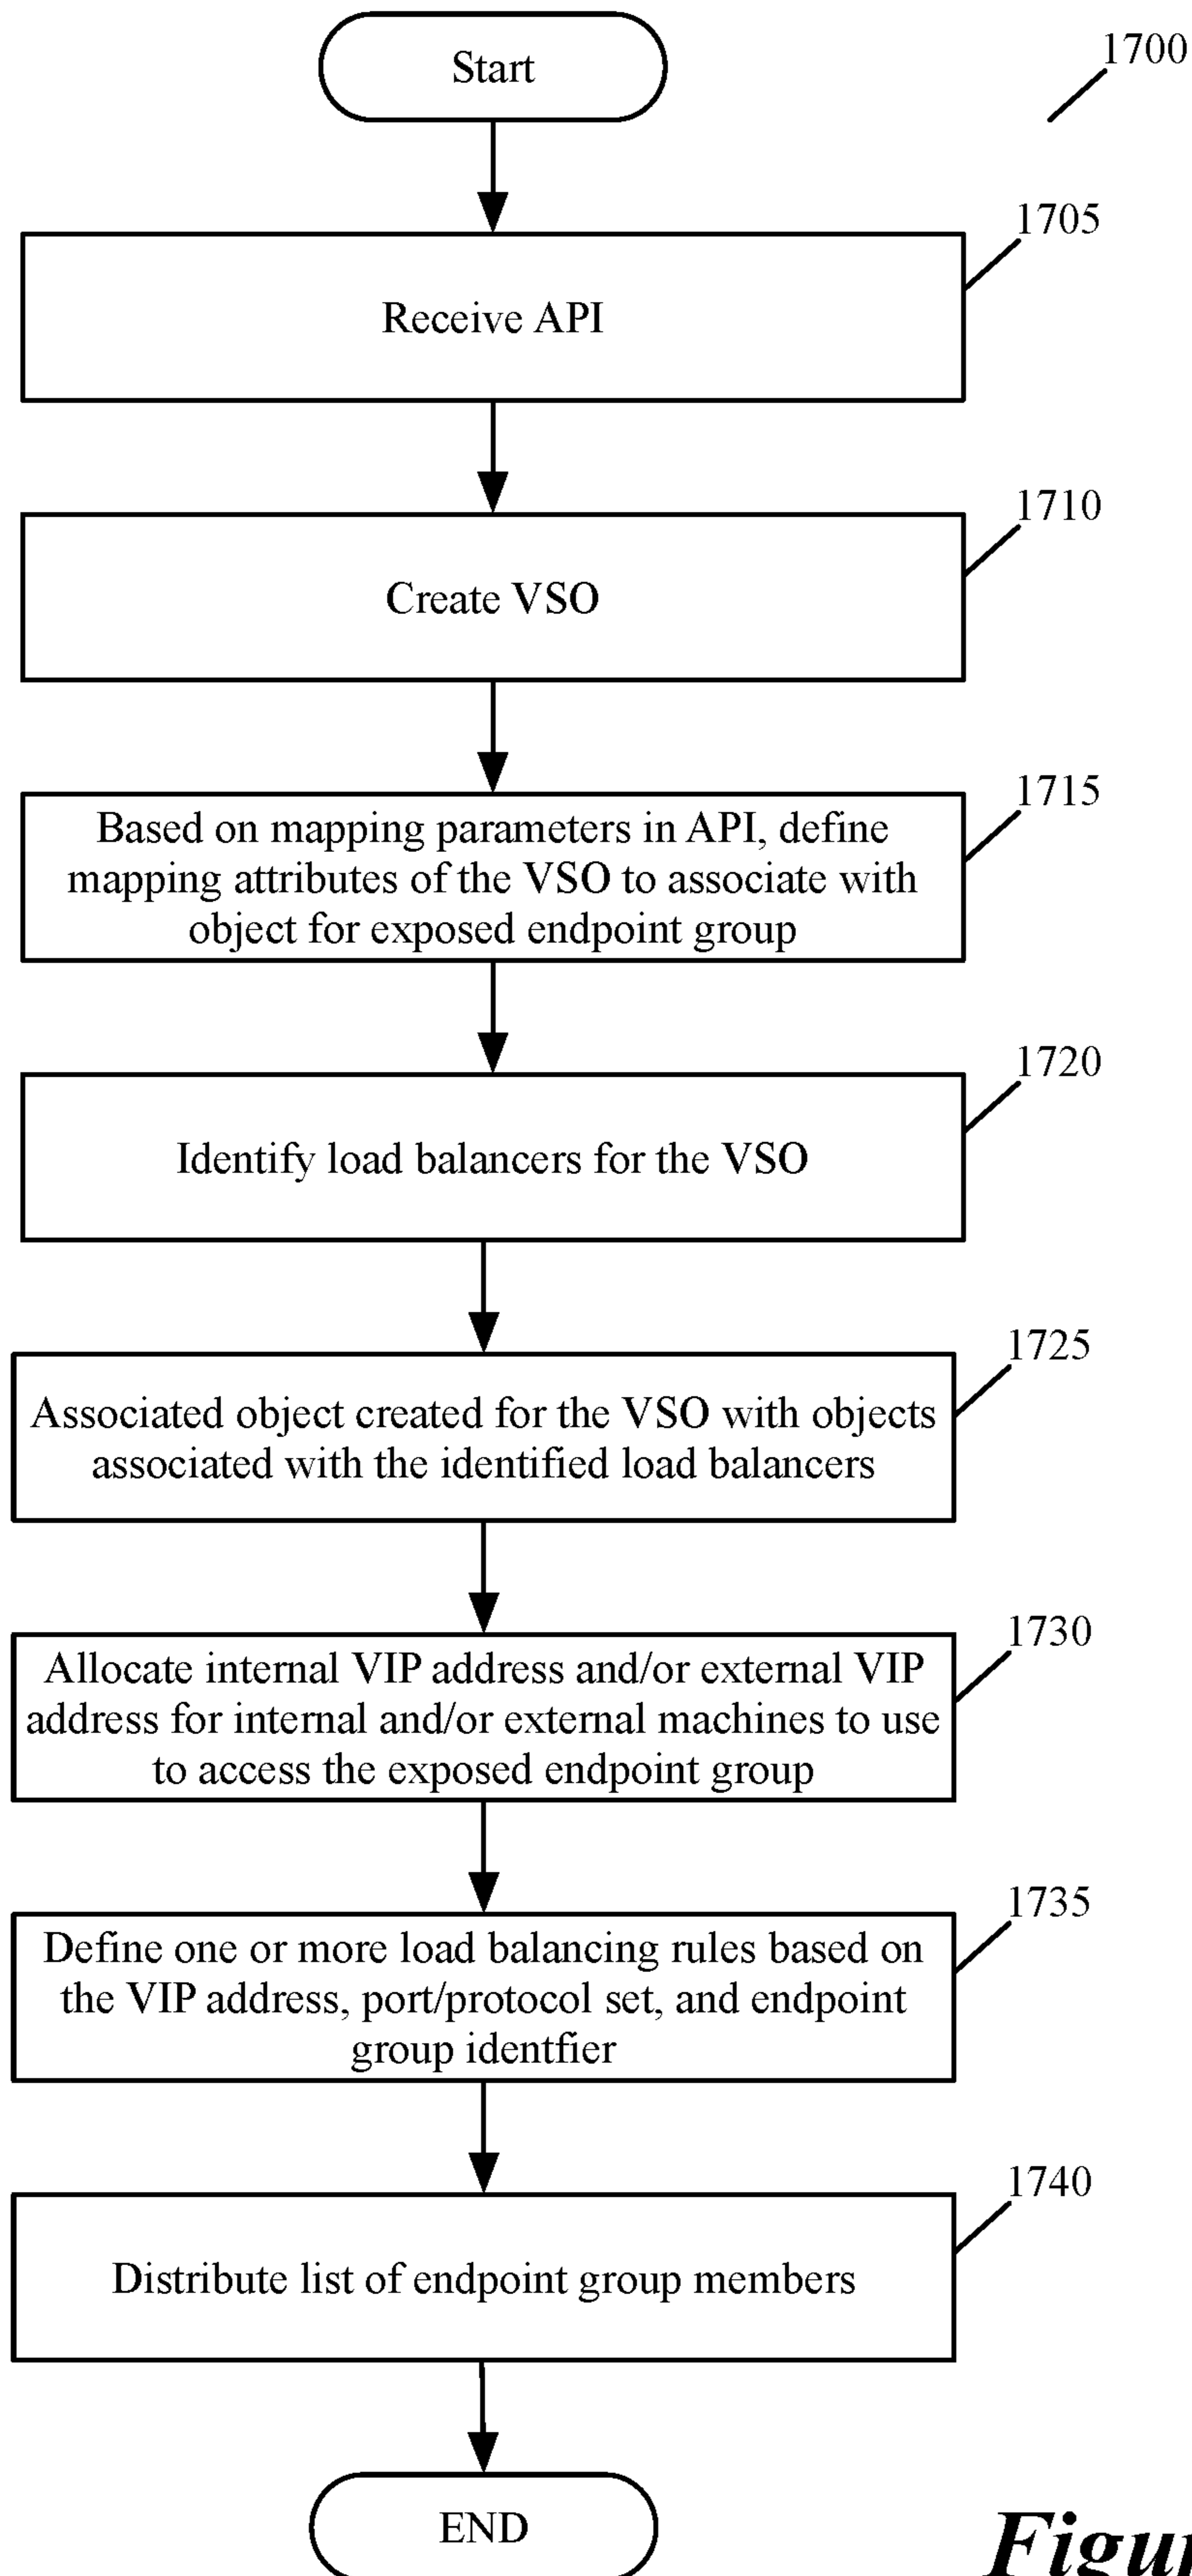 Start
1700
1705
Receive API
1710
Create VSO
1715
Based on mapping parameters in API, define
mapping attributes of the VSO to associate with
object for exposed endpoint group
1720
Identify load balancers for the VSO
1725
Associated object created for the VSO with objects
associated with the identified load balancers
1730
Allocate internal VIP address and/or external VIP
address for internal and/or external machines to use
to access the exposed endpoint group
1735
Define one or more load balancing rules based on
the VIP address, port/protocol set, and endpoint
group identfier
1740
Distribute list of endpoint group members
END